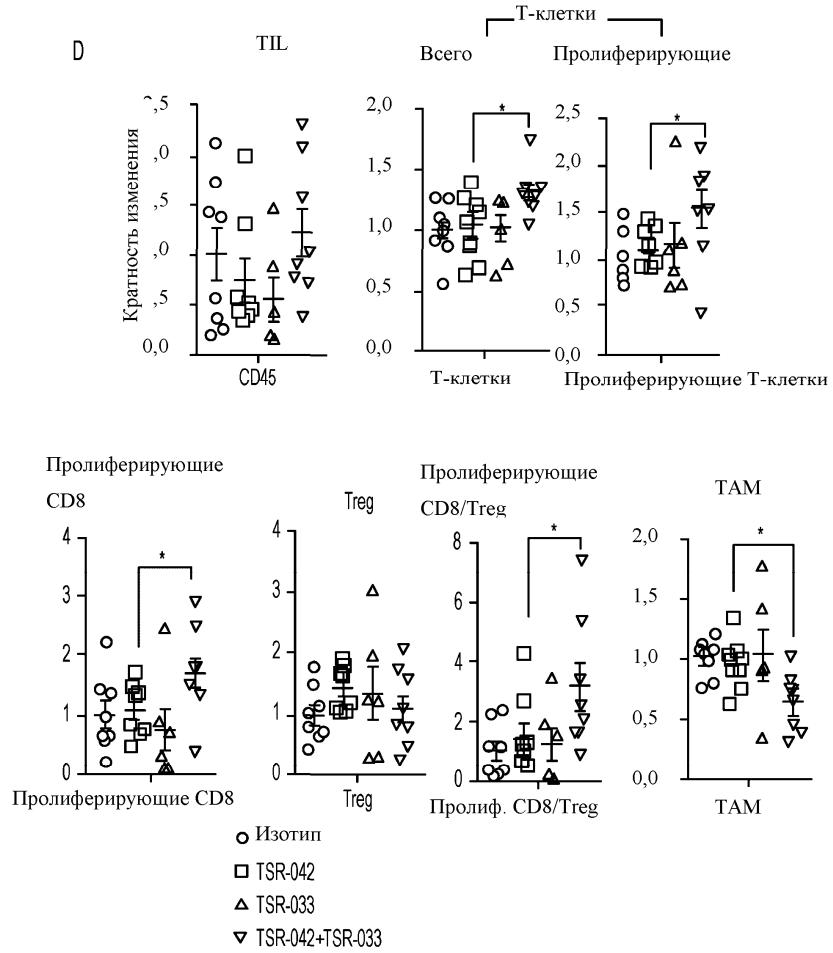 Т-клетки
D
TIL
Всего
Пролиферирующие
Кратность изменения
,5
,0
,0
,5
0,0
CD45
2,0
1,5
1,0
0,5
0,0
*
Т-клетки
2,5
2,0
1,5
1,0
0,5
0,0
*
Пролиферирующие Т-клетки
Пролиферирующие
CD8
4
3
2
1
0
*
Пролиферирующие CD8
Treg
4
3
2
1
0
Treg
Пролиферирующие
CD8/Treg
8
6
4
2
0
*
Пролиф. CD8/Treg
TAM
2,0
1,5
1,0
0,5
0,0
*
TAM
Изотип
TSR-042
TSR-033
TSR-042+TSR-033